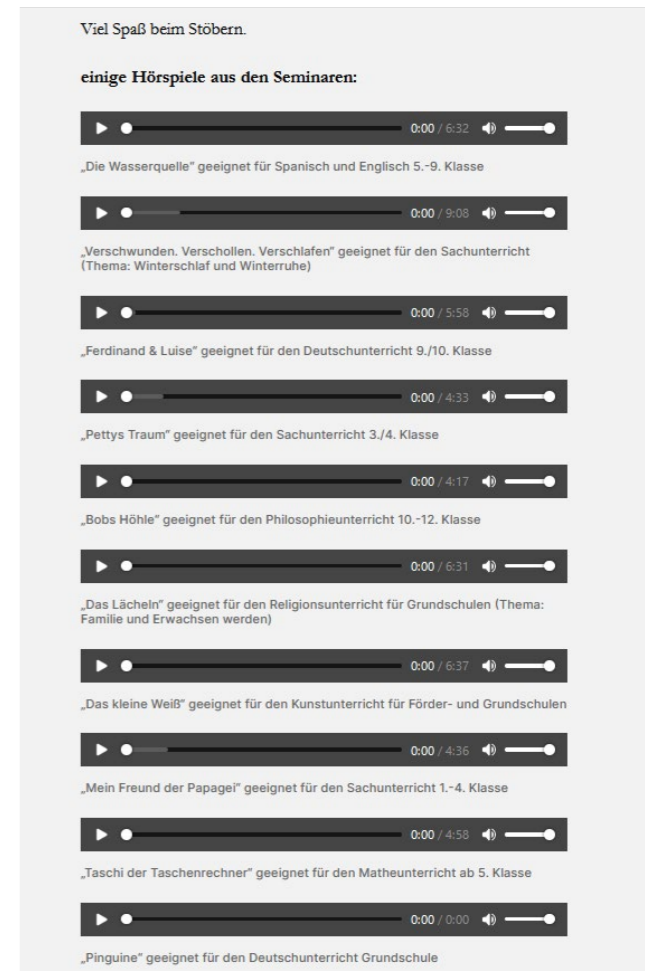 Viel Spaß beim Stöbern.
einige Hörspiele aus den Seminaren:
0:00 / 6:32
„Die Wasserquelle“ geeignet für Spanisch und Englisch 5.-9. Klasse
0:00 / 9:08
„Verschwunden. Verschollen. Verschlafen“ geeignet für den Sachunterricht
(Thema: Winterschlaf und Winterruhe)
0:00 / 5:58
„Ferdinand & Luise“ geeignet für den Deutschunterricht 9./10. Klasse
0:00 / 4:33
„Pettys Traum“ geeignet für den Sachunterricht 3./4. Klasse
0:00 / 4:17
„Bobs Höhle“ geeignet für den Philosophieunterricht 10.-12. Klasse
0:00 / 6:31
„Das Lächeln“ geeignet für den Religionsunterricht für Grundschulen (Thema:
Familie und Erwachsen werden)
0:00 / 6:37
„Das kleine Weiß“ geeignet für den Kunstunterricht für Förder- und Grundschulen
0:00 / 4:36
„Mein Freund der Papagei“ geeignet für den Sachunterricht 1.-4. Klasse
0:00 / 4:58
„Taschi der Taschenrechner“ geeignet für den Matheunterricht ab 5. Klasse
0:00 / 0:00
„Pinguine“ geeignet für den Deutschunterricht Grundschule